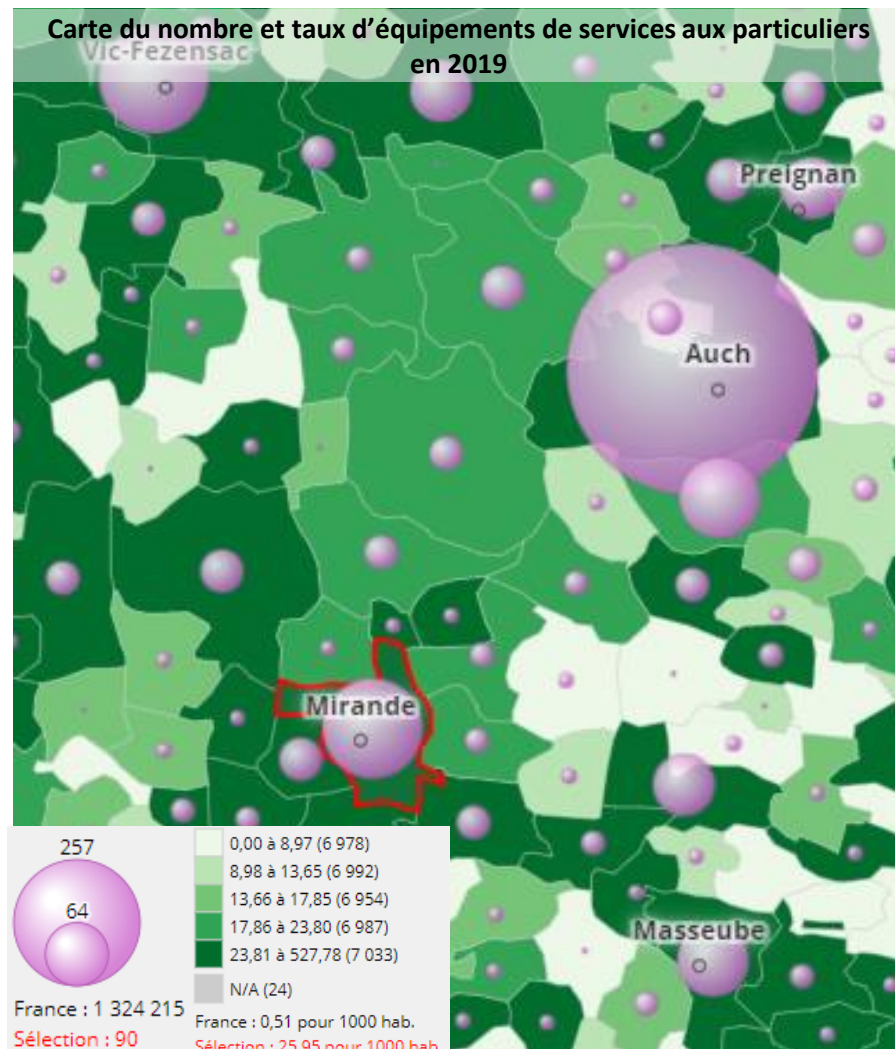 Carte du nombre et taux d’équipements de services aux particuliers
en 2019
Vic-Fezensac
Preignan
Auch
Mirande
Masseube
257
64
France : 1 324 215
Sélection : 90
0,00 à 8,97 (6 978)
8,98 à 13,65 (6 992)
13,66 à 17,85 (6 954)
17,86 à 23,80 (6 987)
23,81 à 527,78 (7 033)
N/A (24)
France : 0,51 pour 1000 hab.
Sélection : 25,95 pour 1000 hab